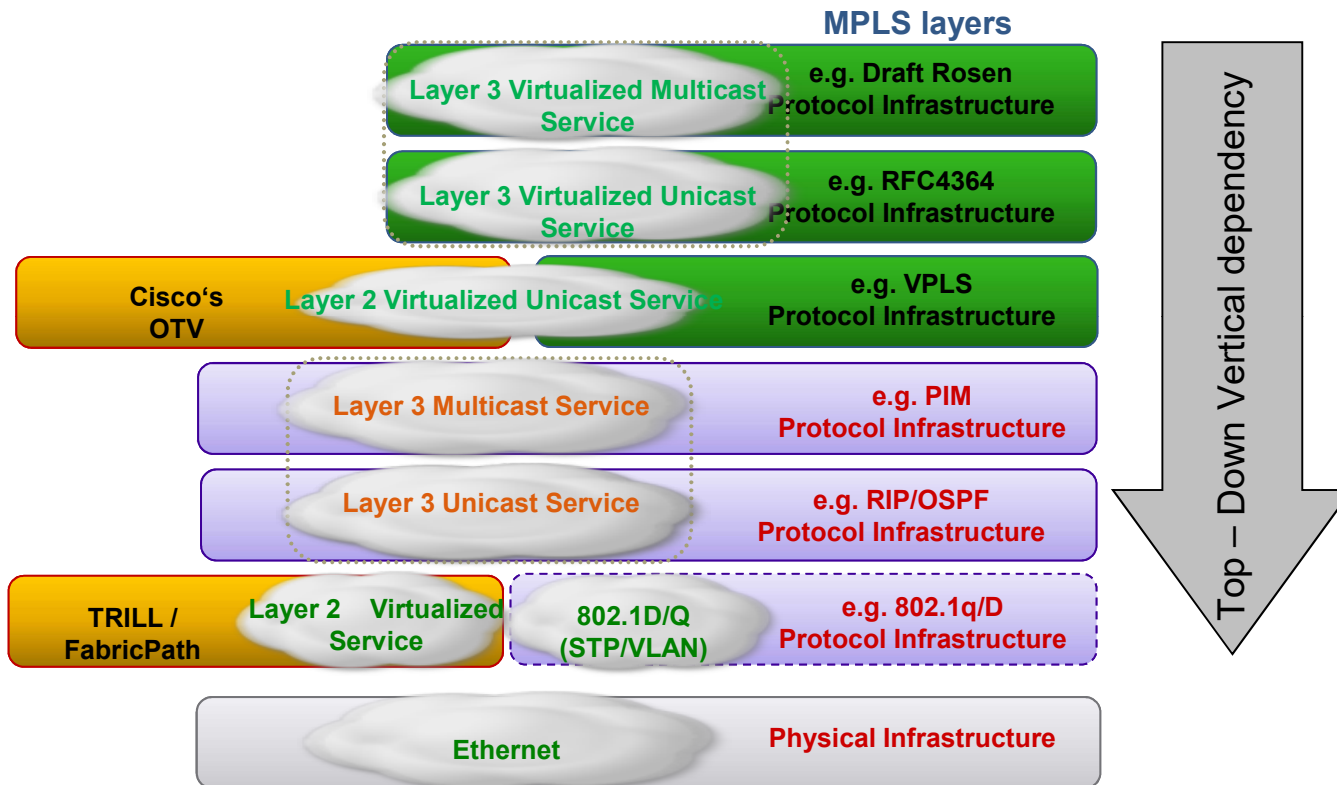 MPLS layers
Layer 3 Virtualized Multicast
Service
e.g. Draft Rosen
Protocol Infrastructure
Layer 3 Virtualized Unicast
Service
e.g. RFC4364
Protocol Infrastructure
Cisco‘s
OTV
Layer 2 Virtualized Unicast Service
e.g. VPLS
Protocol Infrastructure
Layer 3 Multicast Service
e.g. PIM
Protocol Infrastructure
Layer 3 Unicast Service
e.g. RIP/OSPF
Protocol Infrastructure
TRILL /
FabricPath
Layer 2 Virtualized
Service
802.1D/Q
(STP/VLAN)
e.g. 802.1q/D
Protocol Infrastructure
Ethernet
Physical Infrastructure
Top – Down Vertical dependency